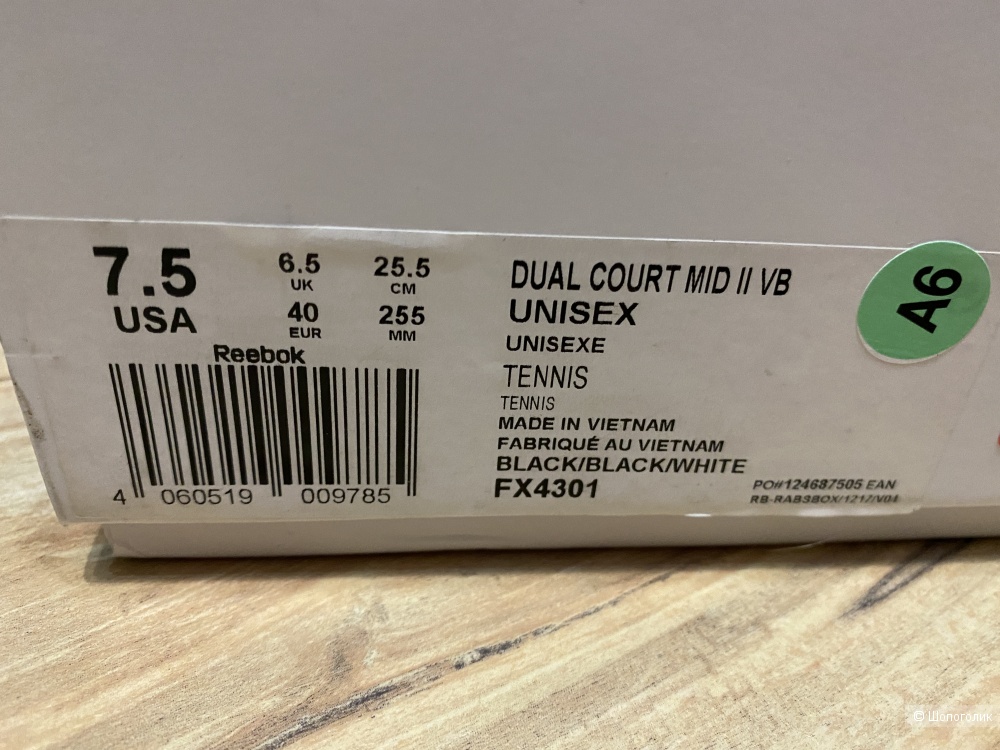 7.5
USA
6.5
UK
25.5
CM
40
EUR
255
MM
Reebok
4 060519 009785
DUAL COURT MID II VB
UNISEX
UNISEXE
TENNIS
TENNIS
MADE IN VIETNAM
FABRIQUÉ AU VIETNAM
BLACK/BLACK/WHITE
FX4301
PO#124687505 EAN
RB-RABSBOX/1217/V04
A6
© Шопоголик